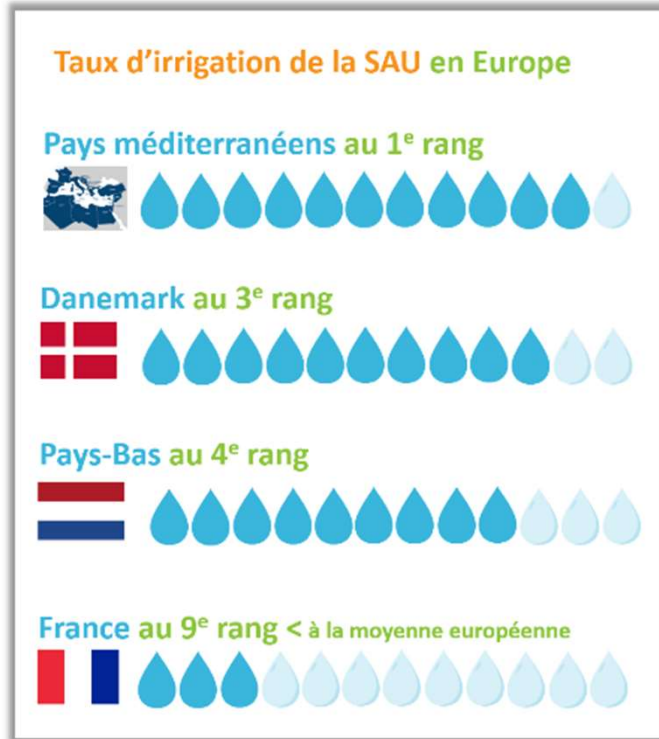 Taux d'irrigation de la SAU en Europe
Pays méditerranéens au 1e rang
Danemark au 3e rang
Pays-Bas au 4e rang
France au 9e rang < à la moyenne européenne